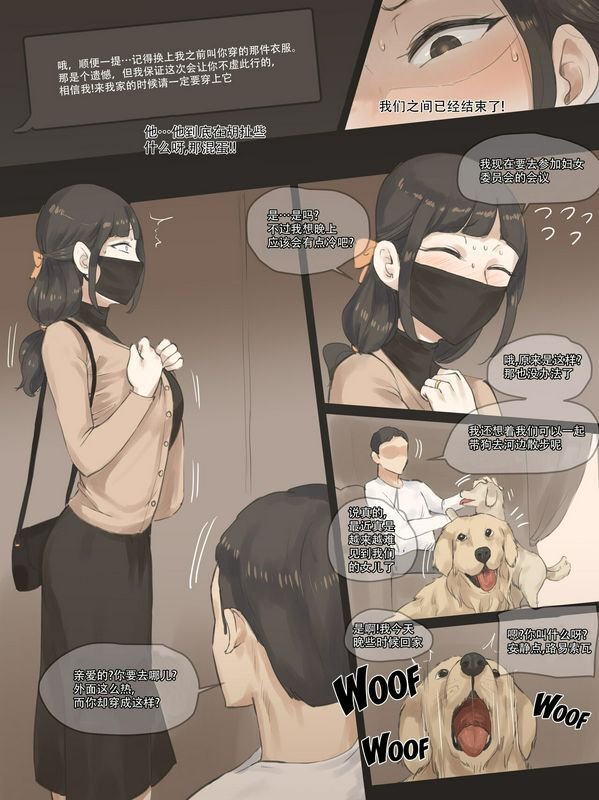 哦，顺便一提…记得换上我之前叫你穿的那件衣服。
那是个遗憾，但我保证这次会让你不虚此行的，
相信我!来我家的时候请一定要穿上它
我们之间已经结束了!
他…他到底在胡扯些
什么呀,那混蛋!!
亲爱的?你要去哪儿?
外面这么热,
而你却穿成这样?
我现在要去参加妇女
委员会的会议
是…是吗?
不过我想晚上
应该会有点冷吧?
哦,原来是这样?
那也没办法了
我还想着我们可以一起
带狗去河边散步呢
说真的,
最近真是
越来越难
见到我们
的女儿了
是啊!我今天
晚些时候回家
嗯?你叫什么呀?
安静点,路易素瓦
WOOF
WOOF
WOOF